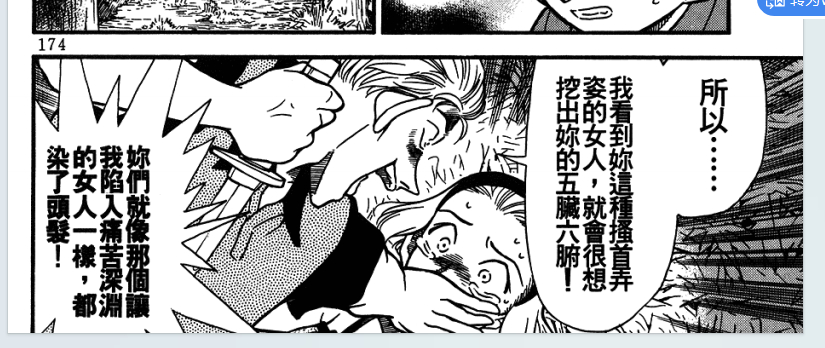 转为
174
所以……
我看到妳這種搔首弄
姿的女人，就會很想
挖出妳的五臟六腑！
妳們就像那個讓
我陷入痛苦深淵
的女人一樣，都
染了頭髮！